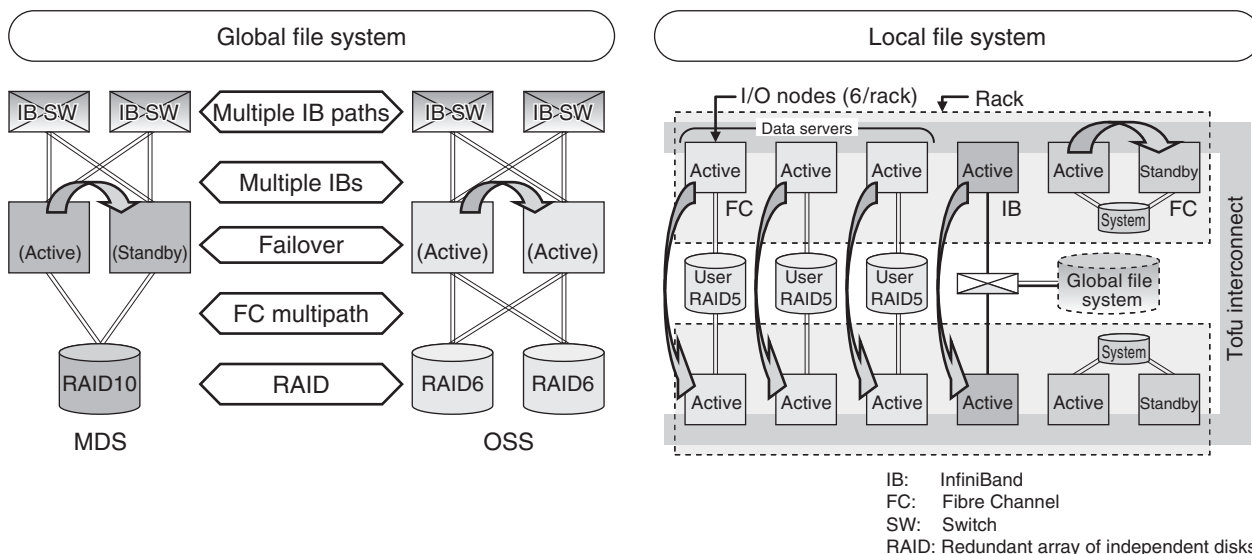 Global file system
IB SW
IB SW
Multiple IB paths
IB SW
IB SW
Multiple IBs
(Active)
(Standby)
Failover
(Active)
(Active)
FC multipath
RAID10
RAID
RAID6
RAID6
MDS
OSS
Local file system
I/O nodes (6/rack)
Rack
Data servers
Active
Active
Active
Active
Active
Standby
FC
IB
System
FC
User
RAID5
User
RAID5
User
RAID5
Global file
system
Tofu interconnect
System
Active
Active
Active
Active
Active
Standby
IB: InfiniBand
FC: Fibre Channel
SW: Switch
RAID: Redundant array of independent disks